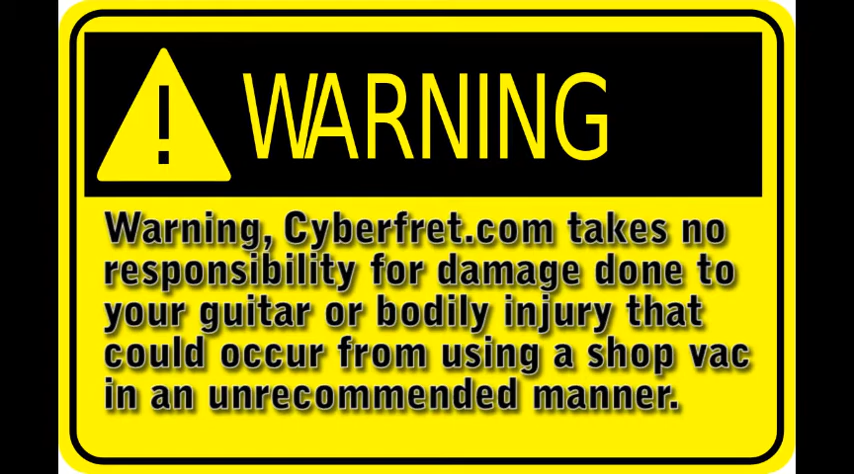 WARNING
Warning, Cyberfret.com takes no
responsibility for damage done to
your guitar or bodily injury that
could occur from using a shop vac
in an unrecommended manner.